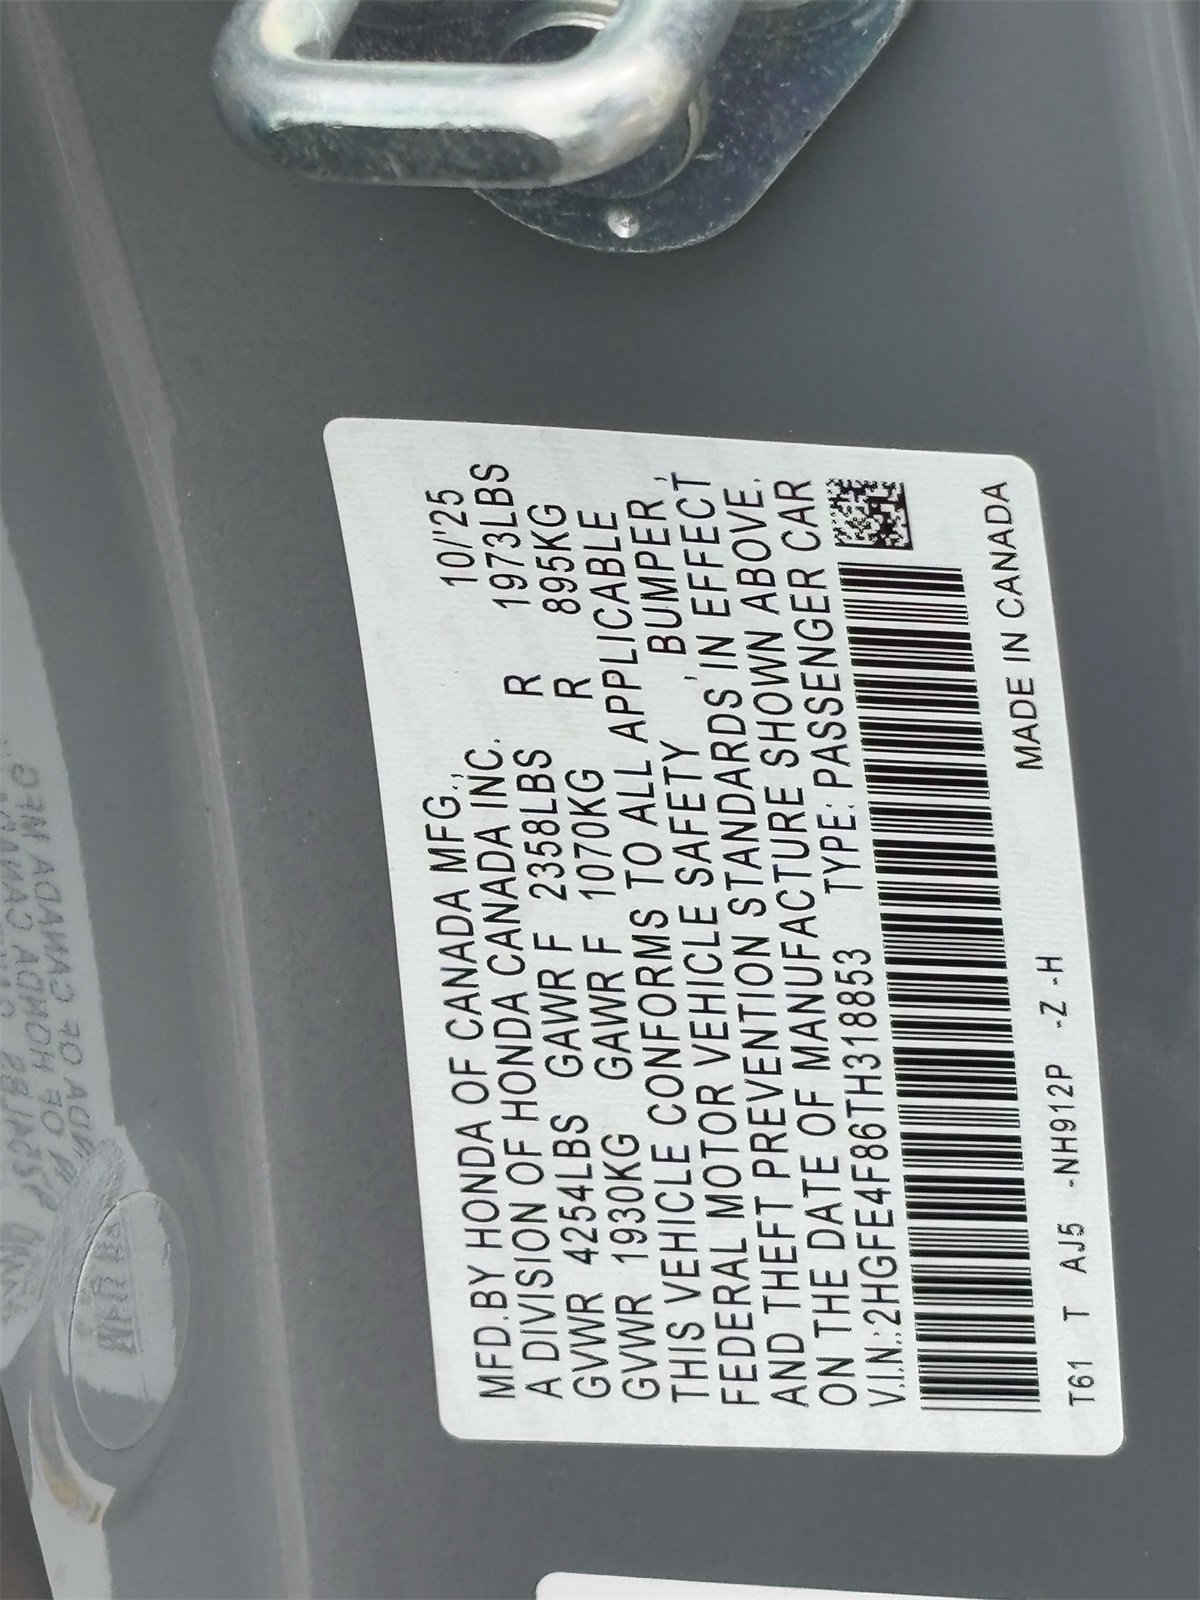 MFD.BY HONDA OF CANADA MFG., 10/'25
A DIVISION OF HONDA CANADA INC.
GVWR 4254LBS GAWR F 2358LBS R 1973LBS
GVWR 1930KG GAWR F 1070KG R 895KG
THIS VEHICLE CONFORMS TO ALL APPLICABLE
FEDERAL MOTOR VEHICLE SAFETY , BUMPER ,
AND THEFT PREVENTION STANDARDS IN EFFECT
ON THE DATE OF MANUFACTURE SHOWN ABOVE.
V.I.N.:2HGFE4F86TH318853 TYPE: PASSENGER CAR
MADE IN CANADA
T61 T AJ5 -NH912P -Z -H